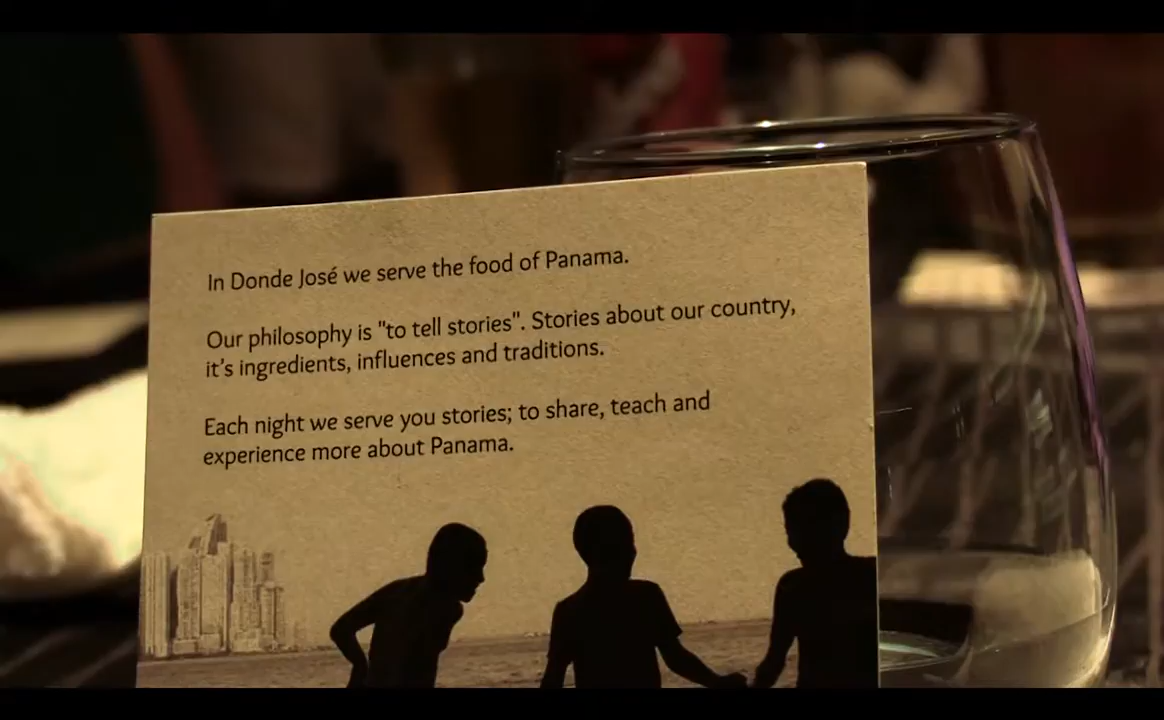 In Donde José we serve the food of Panama.
Our philosophy is "to tell stories". Stories about our country,
it's ingredients, influences and traditions.
Each night we serve you stories; to share, teach and
experience more about Panama.